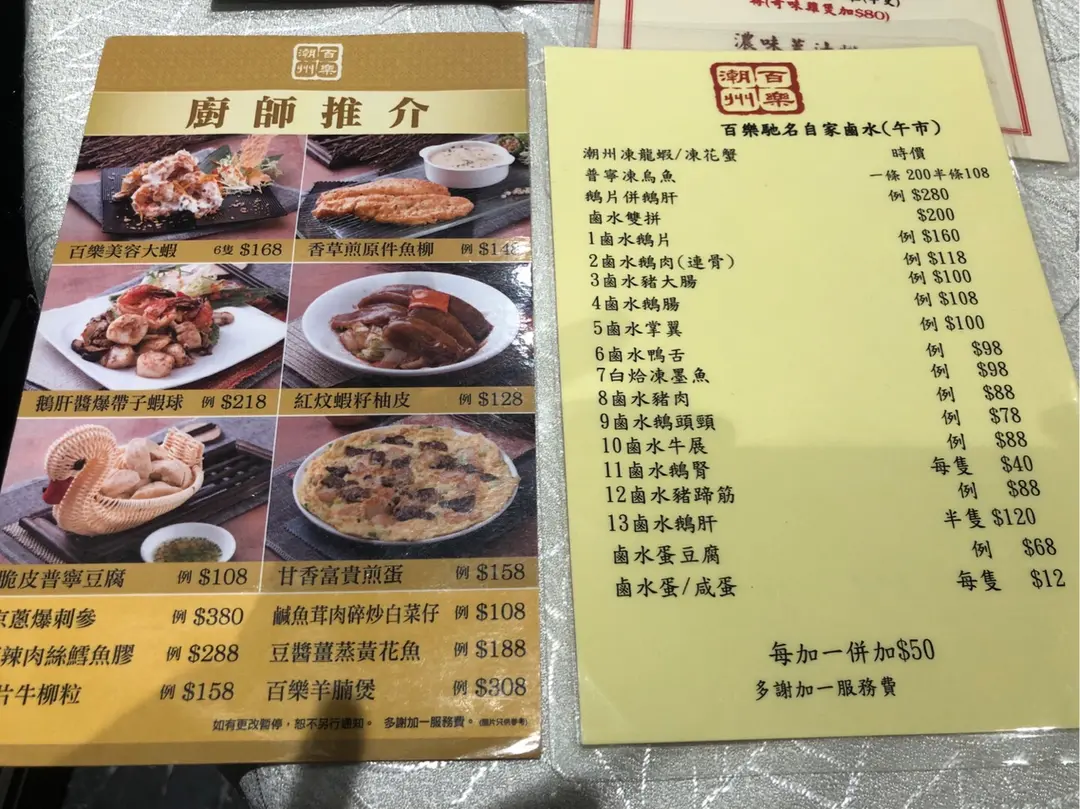 百樂
潮州
廚師推介
百樂美容大蝦 6隻 $168
香草煎原件魚柳 例 $148
鵝肝醬爆帶子蝦球 例 $218
紅炆蝦籽柚皮 例 $128
脆皮普寧豆腐 例 $108
甘香富貴煎蛋 例 $158
京蔥爆刺參 例 $380
鹹魚茸肉碎炒白菜仔 例 $108
辣肉絲鱈魚膠 例 $288
豆醬薑蒸黃花魚 例 $188
片牛柳粒 例 $158
百樂羊腩煲 例 $308
如有更改暫停,恕不另行通知。 多謝加一服務費。 (圖片只供參考)
加$80)
百樂
潮州
百樂馳名自家鹵水(午市)
潮州凍龍蝦/凍花蟹 時價
普寧凍烏魚 一條 200半條108
鵝片併鵝肝 例 $280
鹵水雙拼 $200
1鹵水鵝片 例 $160
2鹵水鵝肉(連骨) 例 $118
3鹵水豬大腸 例 $100
4鹵水鵝腸 例 $108
5鹵水掌翼 例 $100
6鹵水鴨舌 例 $98
7白烚凍墨魚 例 $98
8鹵水豬肉 例 $88
9鹵水鵝頭頸 例 $78
10鹵水牛展 例 $88
11鹵水鵝腎 每隻 $40
12鹵水豬蹄筋 例 $88
13鹵水鵝肝 半隻 $120
鹵水蛋豆腐 例 $68
鹵水蛋/咸蛋 每隻 $12
每加一併加$50
多謝加一服務費